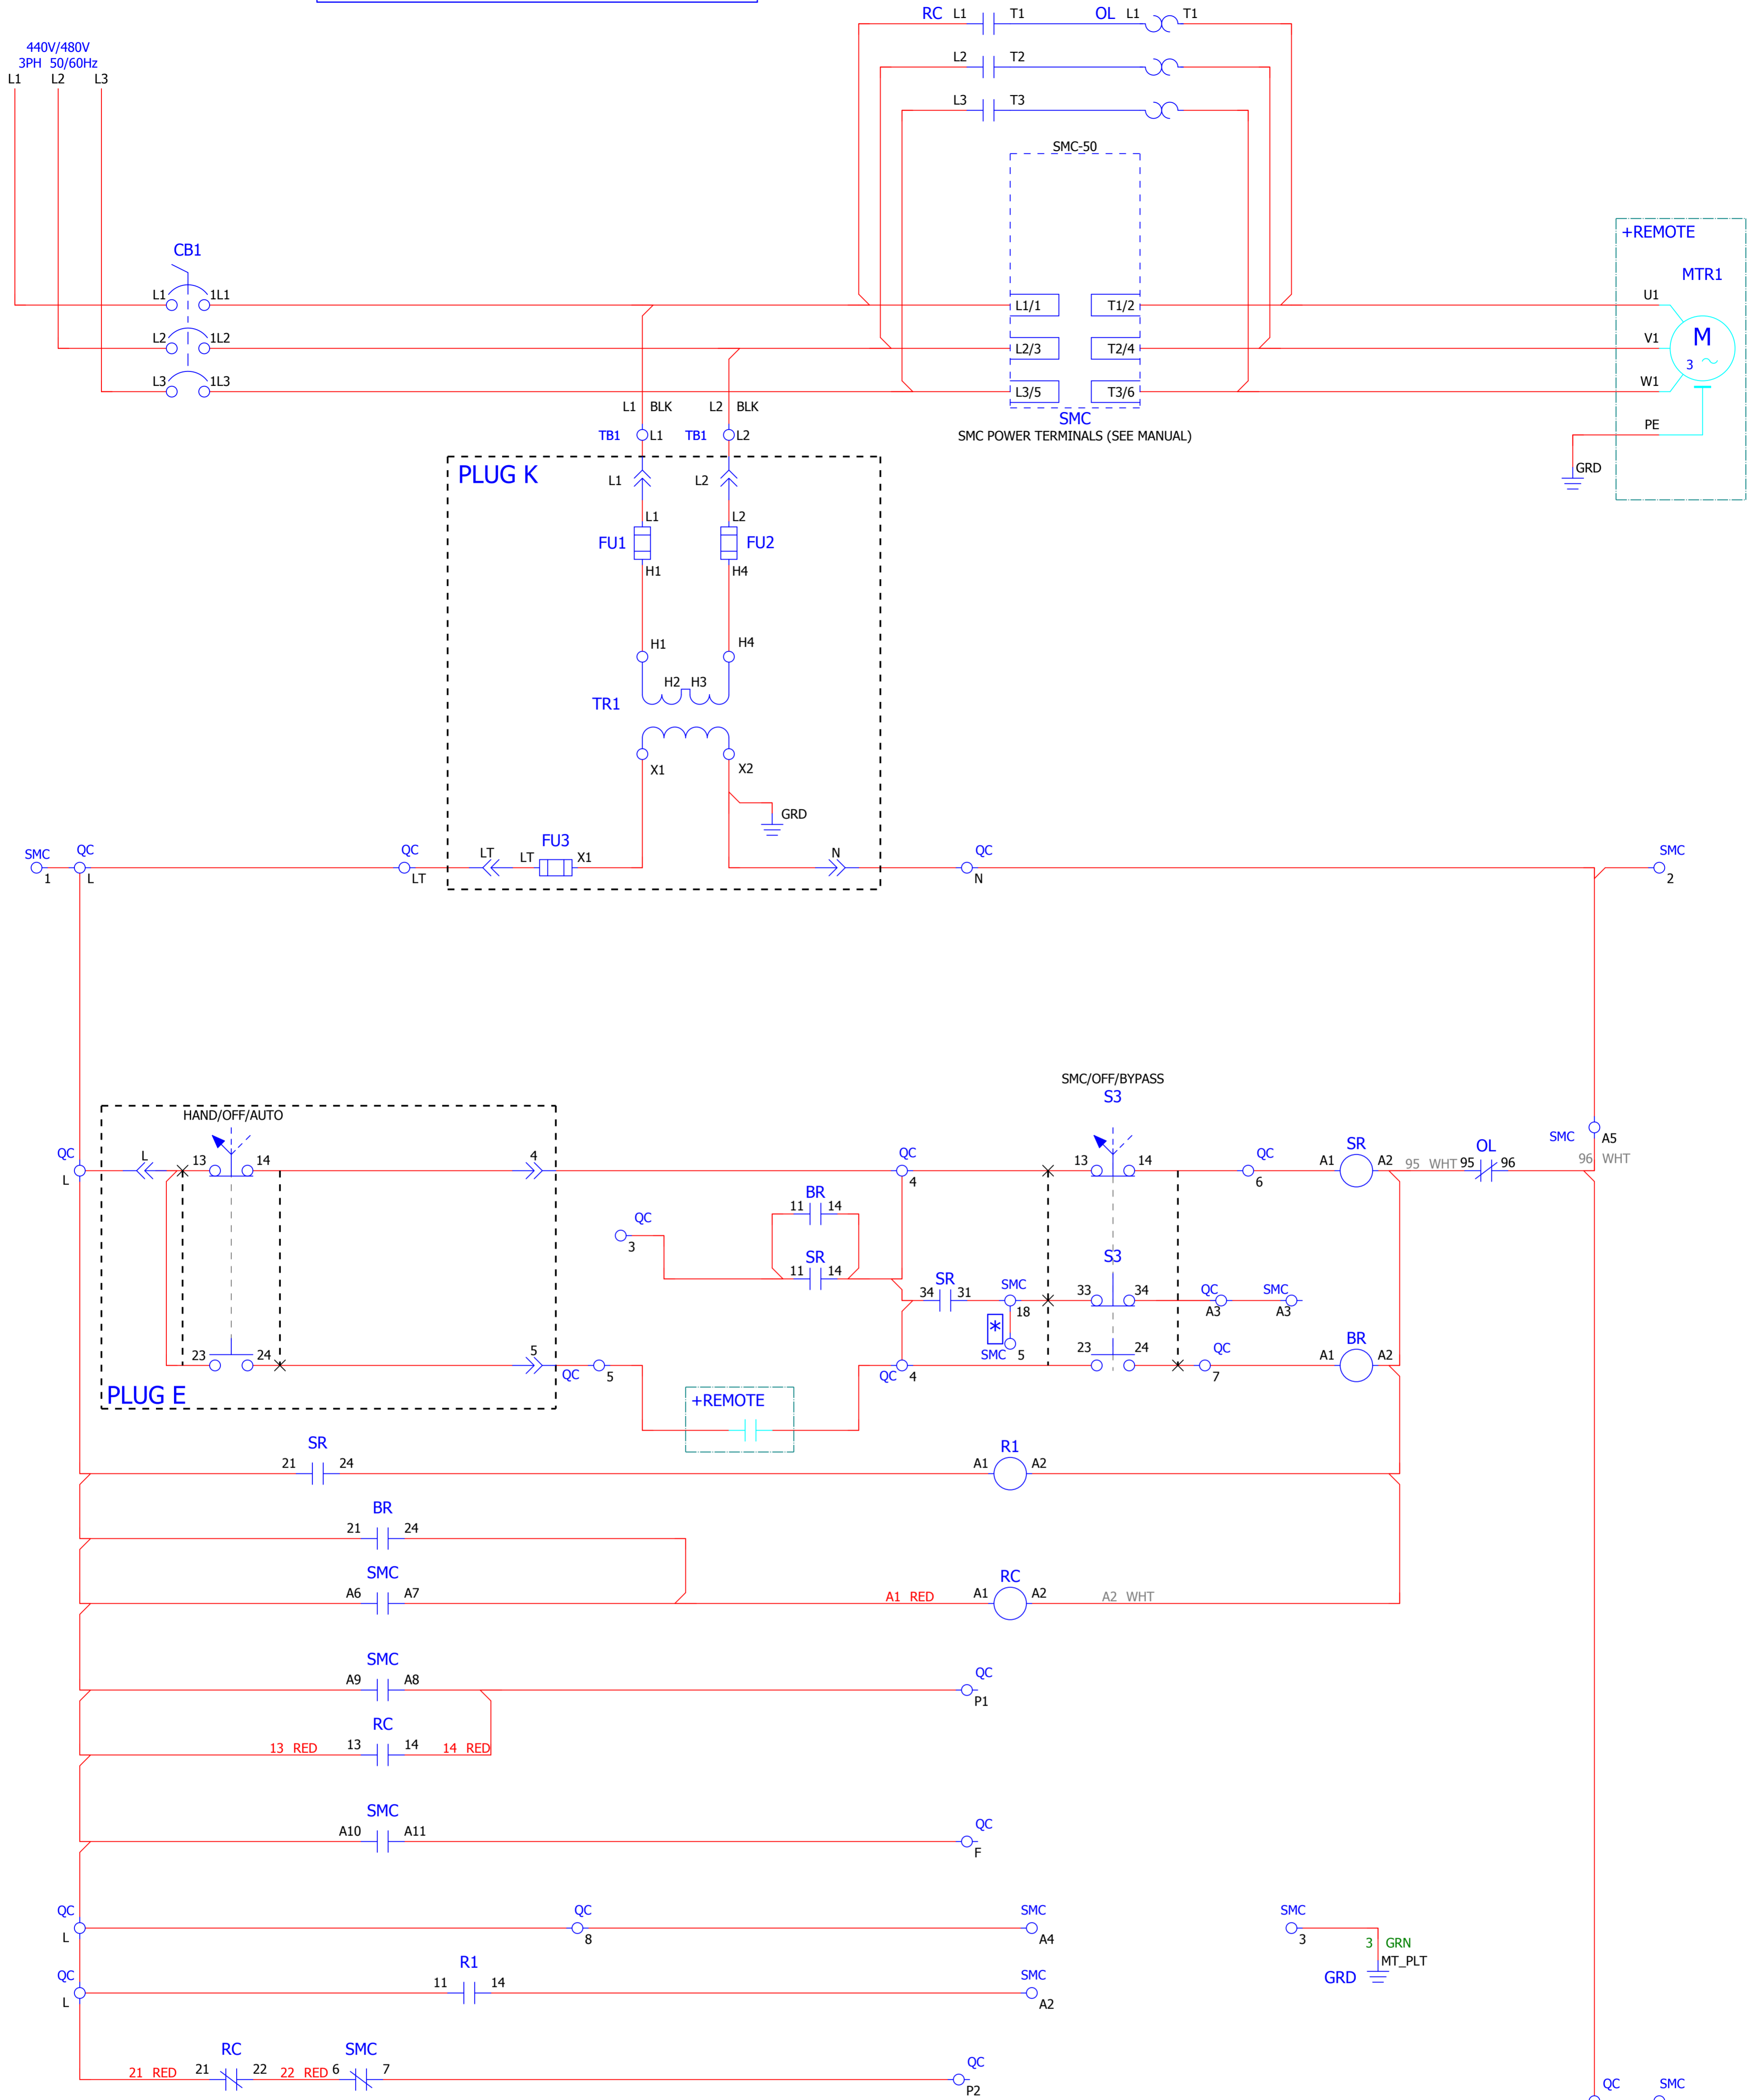 440V/480V
3PH 50/60Hz
L1 L2 L3
RC L1 T1 OL L1 T1
L2 T2
L3 T3
SMC-50
CB1
L1 1L1
L2 1L2
L3 1L3
L1/1 T1/2
L2/3 T2/4
L3/5 T3/6
SMC
SMC POWER TERMINALS (SEE MANUAL)
+REMOTE
MTR1
U1
V1
W1
M
3
PE
GRD
L1 BLK L2 BLK
TB1 L1 TB1 L2
PLUG K
L1 L2
L1 L2
FU1 FU2
H1 H4
H1 H4
H2 H3
TR1
X1 X2
GRD
SMC QC QC FU3 QC SMC
LT LT X1 N
1 L LT N 2
SMC/OFF/BYPASS
S3
HAND/OFF/AUTO
SMC A5
QC L 13 14 4 QC 13 14 QC SR OL
A1 A2 95 WHT 95 96 96 WHT
L 4 6
BR
11 14
QC
3
SR
11 14
S3
SR SMC
34 31 33 34 QC SMC
18 A3 A3
*
SMC 5
23 24 5 23 24 QC BR
A1 A2
QC 5 QC 4 7
PLUG E
+REMOTE
SR R1
21 24 A1 A2
BR
21 24
SMC RC
A6 A7 A1 RED A1 A2 A2 WHT
SMC
A9 A8 QC
P1
RC
13 RED 13 14 14 RED
SMC
A10 A11 QC
F
QC QC SMC SMC
L 8 A4 3
3 GRN
MT_PLT
GRD
QC R1 SMC
11 14
L A2
RC SMC
21 RED 21 22 22 RED 6 7 QC
P2
QC SMC